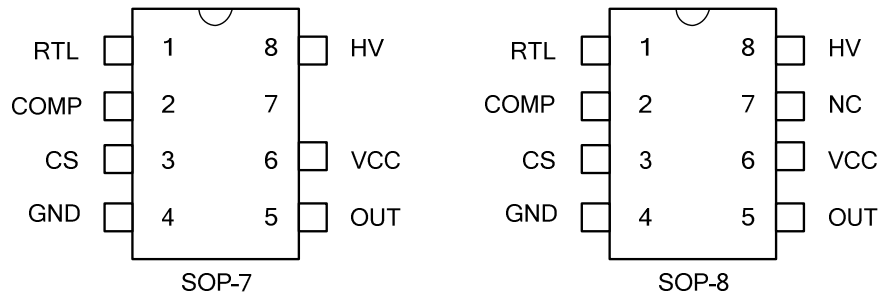 RTL 1 8 HV RTL 1 8 HV
COMP 2 7 COMP 2 7 NC
CS 3 6 VCC CS 3 6 VCC
GND 4 5 OUT GND 4 5 OUT
SOP-7 SOP-8